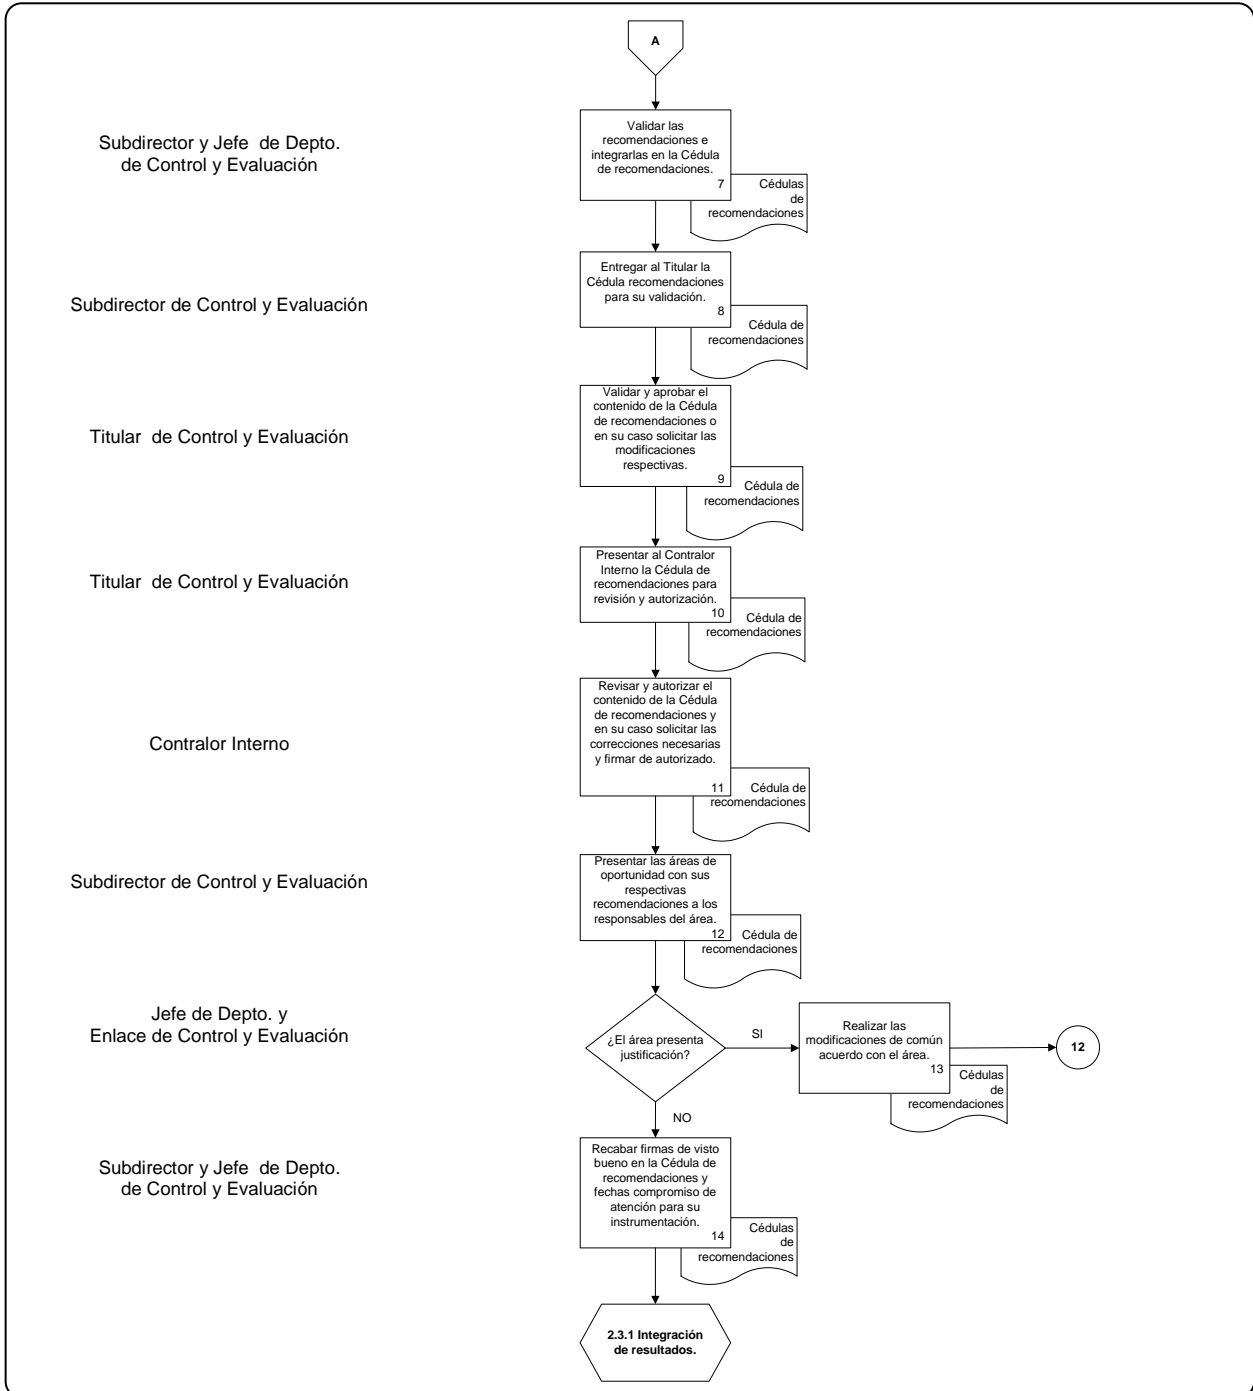 A
Subdirector y Jefe de Depto.
de Control y Evaluación
Validar las
recomendaciones e
integrarlas en la Cédula
de recomendaciones.
7
Cédulas
de
recomendaciones
Subdirector de Control y Evaluación
Entregar al Titular la
Cédula recomendaciones
para su validación.
8
Cédula de
recomendaciones
Titular de Control y Evaluación
Validar y aprobar el
contenido de la Cédula
de recomendaciones o
en su caso solicitar las
modificaciones
respectivas.
9
Cédula de
recomendaciones
Titular de Control y Evaluación
Presentar al Contralor
Interno la Cédula de
recomendaciones para
revisión y autorización.
10
Cédula de
recomendaciones
Contralor Interno
Revisar y autorizar el
contenido de la Cédula
de recomendaciones y
en su caso solicitar las
correcciones necesarias
y firmar de autorizado.
11
Cédula de
recomendaciones
Subdirector de Control y Evaluación
Presentar las áreas de
oportunidad con sus
respectivas
recomendaciones a los
responsables del área.
12
Cédula de
recomendaciones
Jefe de Depto. y
Enlace de Control y Evaluación
¿El área presenta
justificación?
SI
Realizar las
modificaciones de común
acuerdo con el área.
13
Cédulas
de
recomendaciones
12
NO
Subdirector y Jefe de Depto.
de Control y Evaluación
Recabar firmas de visto
bueno en la Cédula de
recomendaciones y
fechas compromiso de
atención para su
instrumentación.
14
Cédulas
de
recomendaciones
2.3.1 Integración
de resultados.